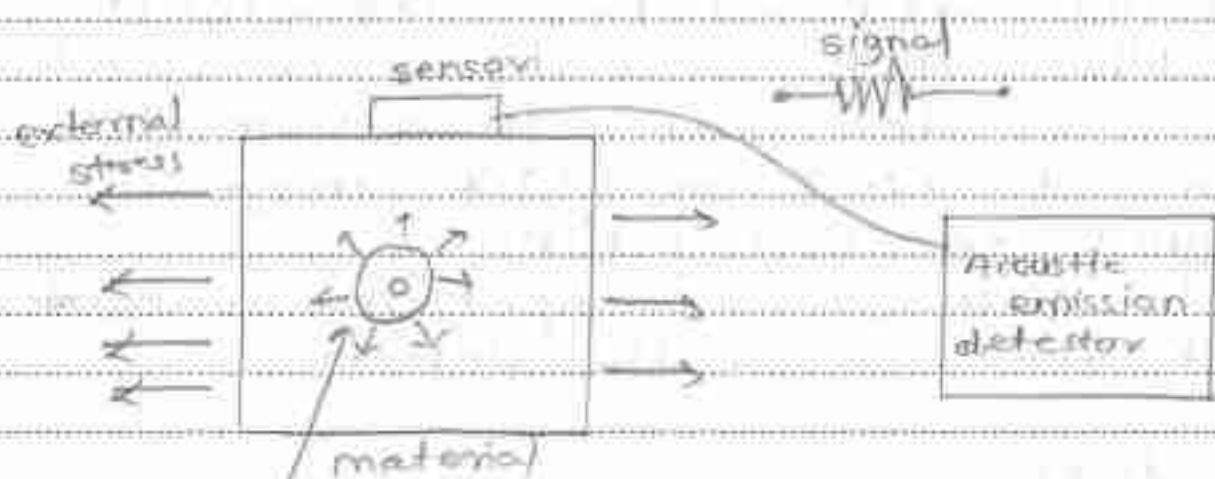 signal
sensor
external
stress
Acoustic
emission
detector
material